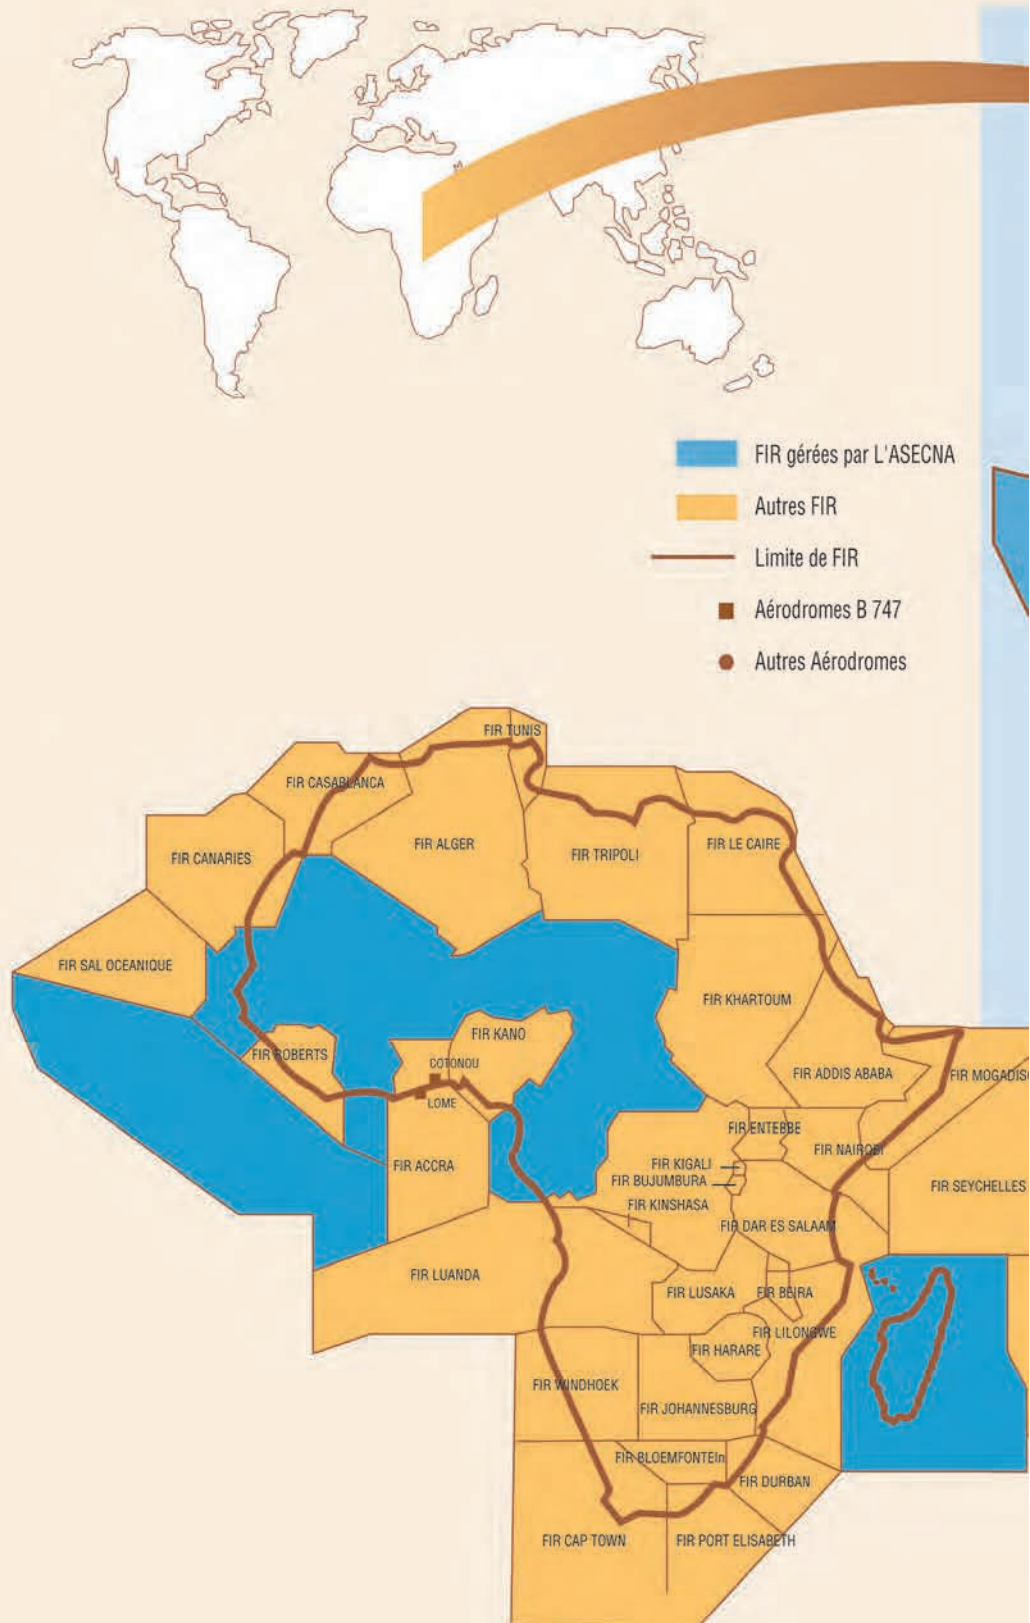 FIR gérées par L'ASECNA
Autres FIR
Limite de FIR
Aérodromes B 747
Autres Aérodromes
FIR TUNIS
FIR CASABLANCA
FIR ALGER
FIR TRIPOLI
FIR LE CAIRE
FIR CANARIES
FIR SAL OCEANIQUE
FIR KHARTOUM
FIR KANO
FIR ROBERTS
COTONOU
LOME
FIR ADDIS ABABA
FIR MOGADISC
FIR ENTEBBE
FIR NAIROBI
FIR ACCRA
FIR KIGALI
FIR BUJUMBURA
FIR SEYCHELLES
FIR KINSHASA
FIR DAR ES SALAAM
FIR LUANDA
FIR LUSAKA
FIR BEIRA
FIR LILONGWE
FIR HARARE
FIR WINDHOEK
FIR JOHANNESBURG
FIR BLOEMFONTEIn
FIR DURBAN
FIR CAP TOWN
FIR PORT ELISABETH